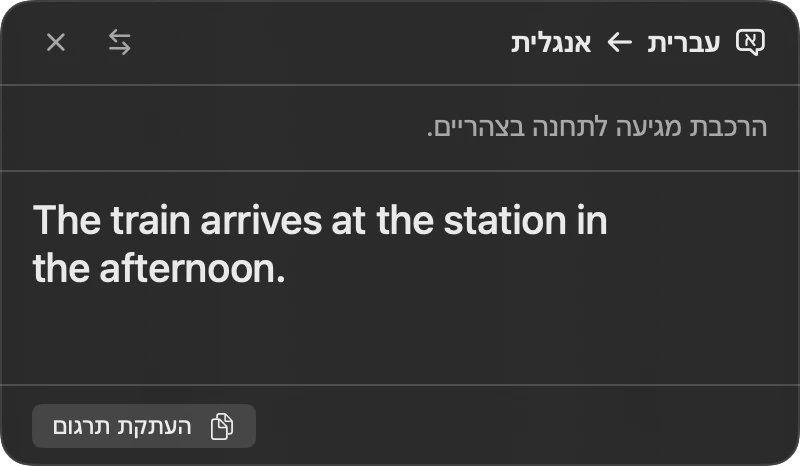 עברית ← אנגלית
הרכבת מגיעה לתחנה בצהריים.
The train arrives at the station in
the afternoon.
העתקת תרגום